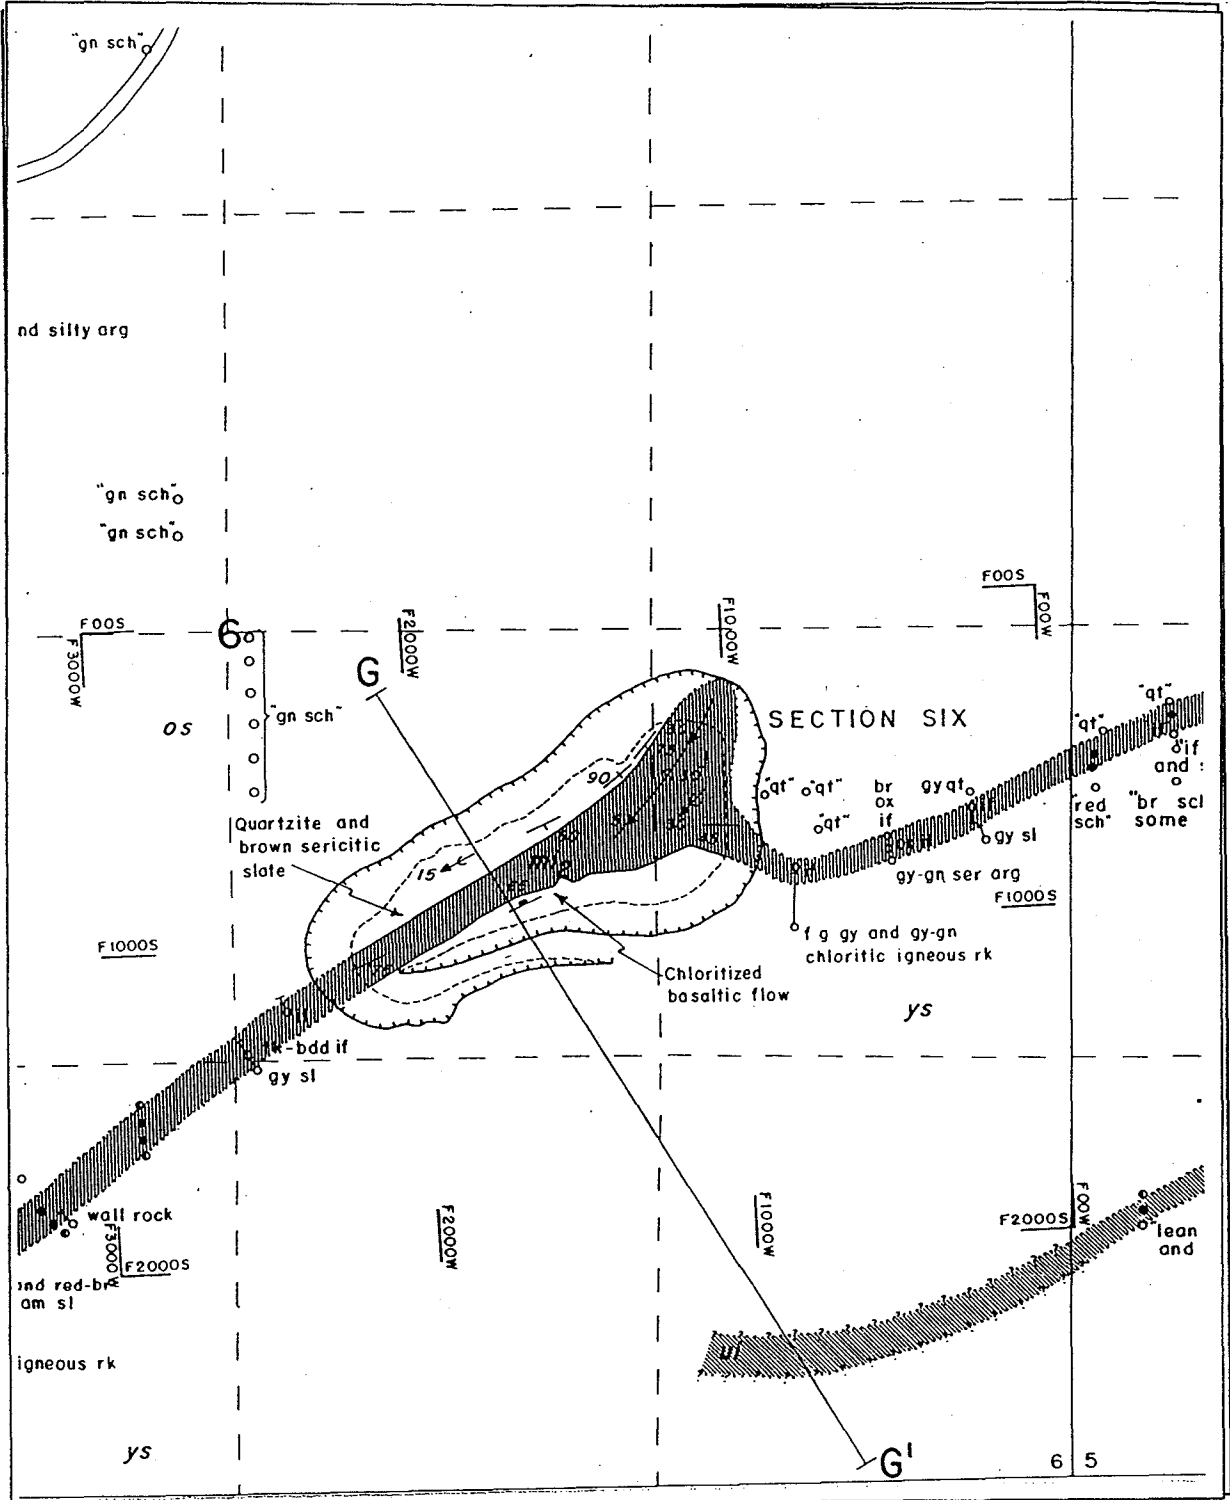 "gn sch"
nd silty arg
"gn sch"
"gn sch"
F00S
F00W
F00S
F3000W
6
F2000W
F1000W
G
"gn sch"
os
SECTION SIX
"qt"
"qt"
"if
and
90
"qt"
"qt"
"qt"
br
ox
if
gy qt
"red
sch"
"br scl
some
gy sl
Quartzite and
brown sericitic
slate
15
gy-gn ser arg
F1000S
f g gy and gy-gn
chloritic igneous rk
F1000S
Chloritized
basaltic flow
ys
-bdd if
gy sl
wall rock
F3000W
F2000S
F2000W
F1000W
F2000S
F00W
"lean
and
nd red-br
am sl
igneous rk
ui
ys
G'
6 5